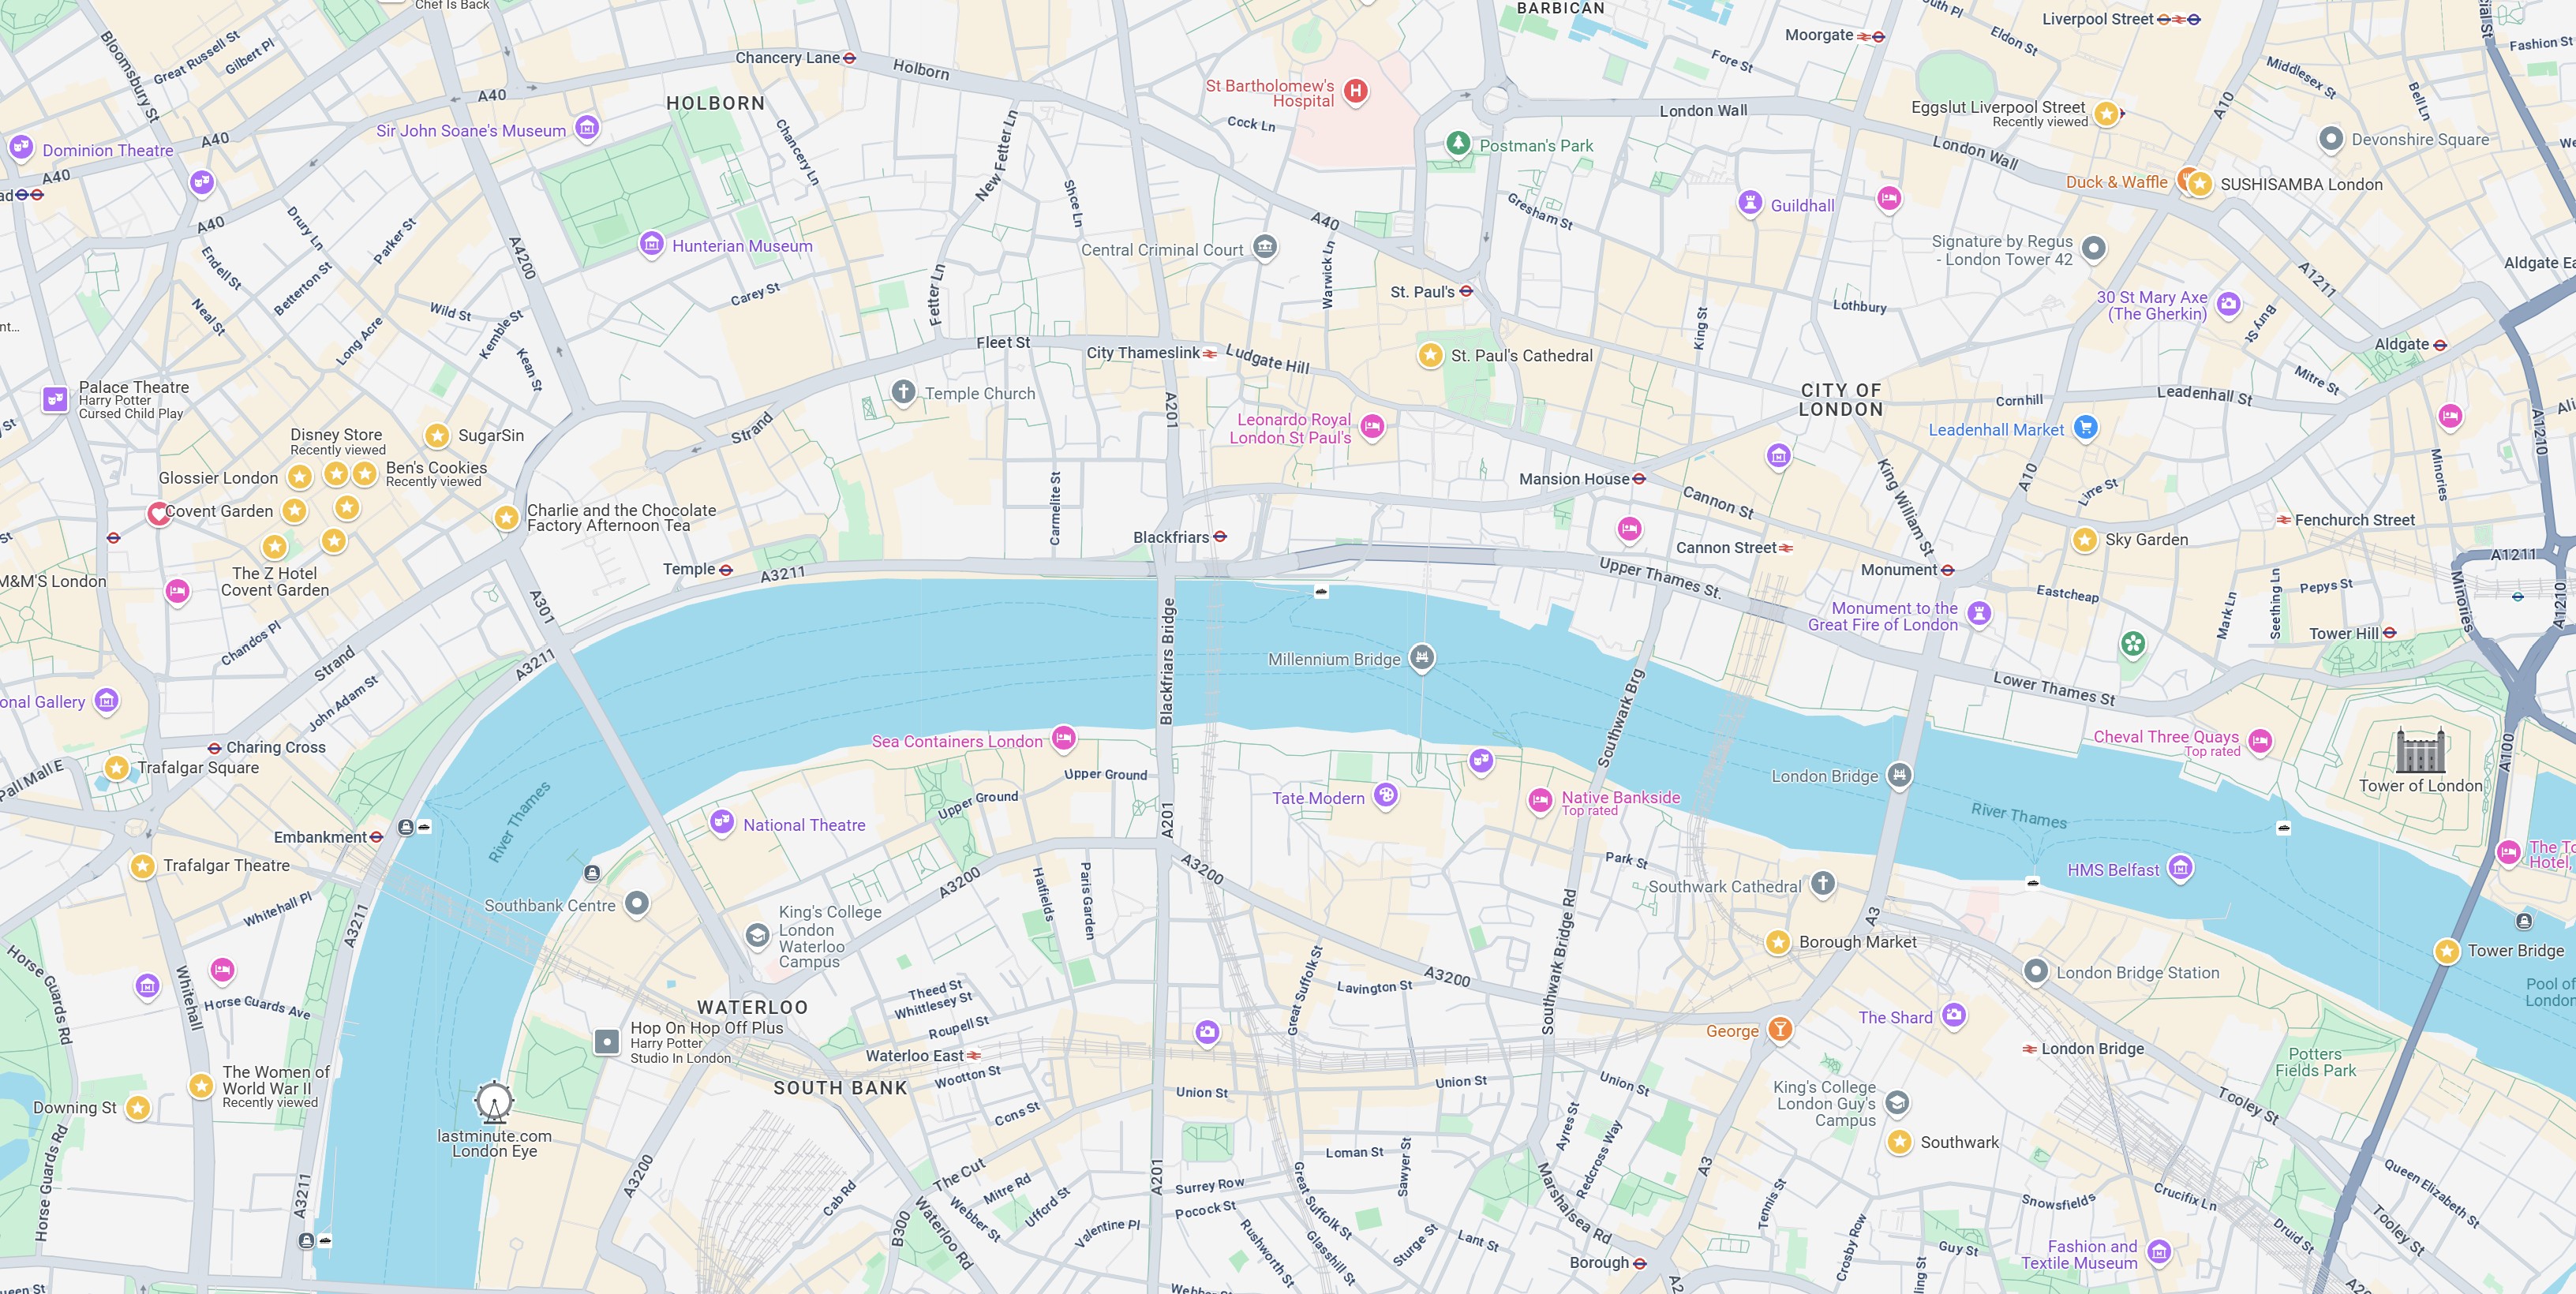 Chef Is Back
BARBICAN
Liverpool Street
Moorgate
South Pl
Eldon St
Fashion St
Bloomsbury St
Great Russell St
Gilbert Pl
Chancery Lane
Holborn
Fore St
Middlesex St
Bell Ln
A40
HOLBORN
St Bartholomew's
Hospital
London Wall
Eggslut Liverpool Street
Recently viewed
A10
Sir John Soane's Museum
Cock Ln
Postman's Park
London Wall
Devonshire Square
Dominion Theatre
A40
Chancery Ln
New Fetter Ln
A40
Duck & Waffle
SUSHISAMBA London
Shoe Ln
Gresham St
Guildhall
A40
Drury Ln
Parker St
A4200
Hunterian Museum
Central Criminal Court
A40
Warwick Ln
Signature by Regus
- London Tower 42
Aldgate Ea
Endell St
Betterton St
Carey St
Fetter Ln
St. Paul's
A1211
Neal St
Wild St
Long Acre
Kemble St
Kean St
King St
Lothbury
30 St Mary Axe
(The Gherkin)
Bury St
Fleet St
City Thameslink
Ludgate Hill
St. Paul's Cathedral
Aldgate
Palace Theatre
Harry Potter
Cursed Child Play
Temple Church
A201
CITY OF
LONDON
Cornhill
Leadenhall St
Mitre St
Strand
Leonardo Royal
London St Paul's
Leadenhall Market
A1210
SugarSin
Disney Store
Recently viewed
Glossier London
Ben's Cookies
Recently viewed
Mansion House
Cannon St
King William St
A10
Lime St
Minories
Covent Garden
Charlie and the Chocolate
Factory Afternoon Tea
Carmelite St
Blackfriars
Cannon Street
Fenchurch Street
Sky Garden
A1211
M&M'S London
The Z Hotel
Covent Garden
Temple
A3211
Upper Thames St.
Monument
Eastcheap
Mark Ln
Seething Ln
Pepys St
Minories
A1210
A301
Chandos Pl
Blackfriars Bridge
Monument to the
Great Fire of London
Tower Hill
Strand
A3211
Millennium Bridge
Southwark Brg
Lower Thames St
onal Gallery
John Adam St
Charing Cross
Sea Containers London
Cheval Three Quays
Top rated
A100
Trafalgar Square
Pall Mall E
Upper Ground
Upper Ground
Tate Modern
Native Bankside
Top rated
London Bridge
Tower of London
River Thames
River Thames
Embankment
National Theatre
A201
Trafalgar Theatre
A3200
A3200
Park St
Southwark Cathedral
HMS Belfast
The To
Hotel,
Southbank Centre
Whitehall Pl
A3211
King's College
London
Waterloo
Campus
Hatfields
Paris Garden
Southwark Bridge Rd
A3
Borough Market
Tower Bridge
Horse Guards Rd
Whitehall
Horse Guards Ave
Great Suffolk St
A3200
Lavington St
London Bridge Station
Pool of
London
WATERLOO
Theed St
Whittlesey St
Roupell St
Hop On Hop Off Plus
Harry Potter
Studio In London
George
The Shard
Waterloo East
London Bridge
Potters
Fields Park
The Women of
World War II
Recently viewed
SOUTH BANK
Wootton St
Union St
Union St
Union St
King's College
London Guy's
Campus
Downing St
Cons St
Tooley St
lastminute.com
London Eye
Ayres St
Redcross Way
Southwark
Horse Guards Rd
A3211
A3200
Cab Rd
The Cut
Mitre Rd
Webber St
Ufford St
A201
Loman St
Surrey Row
Sawyer St
Great Suffolk St
Marshalsea Rd
A3
Tennis St
Snowsfields
Crucifix Ln
Queen Elizabeth St
B300
Waterloo Rd
Valentine Pl
Pocock St
Rushworth St
Glasshill St
Sturge St
Lant St
Crosby Row
Guy St
Druid St
Tooley St
Borough
Fashion and
Textile Museum
Webber St
A2